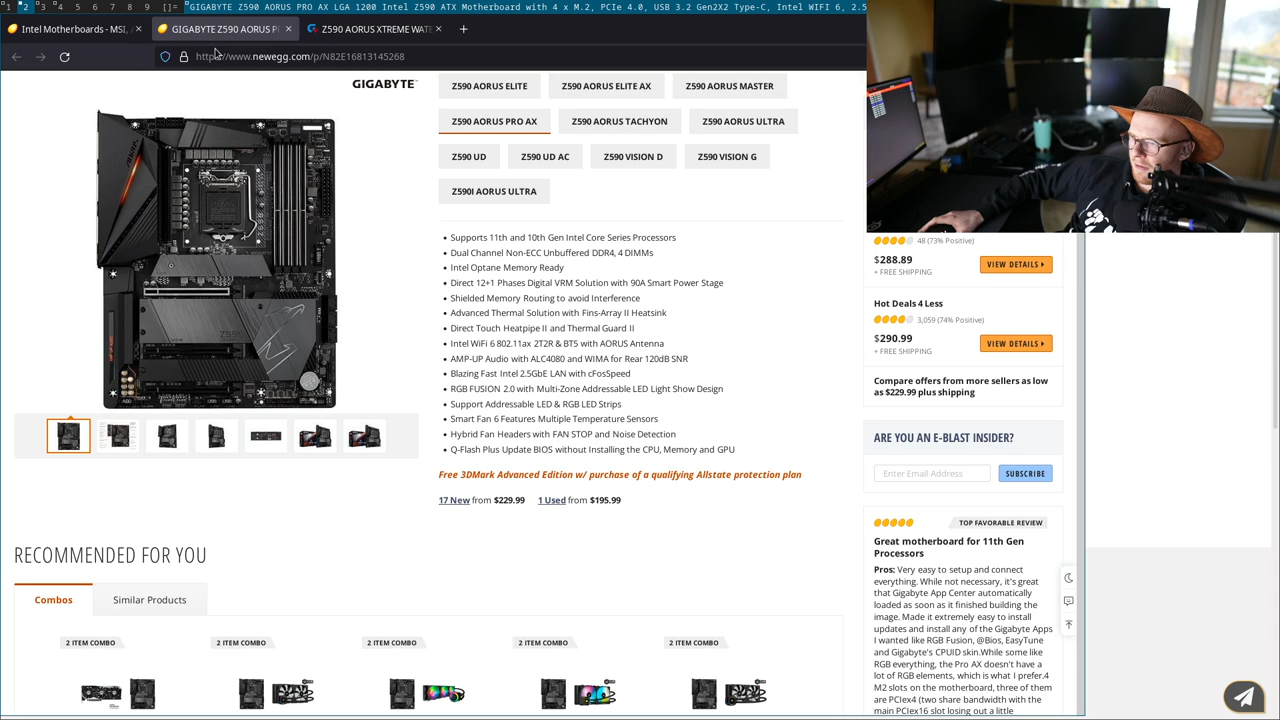 1 2 3 4 5 6 7 8 9 []= GIGABYTE Z590 AORUS PRO AX LGA 1200 Intel Z590 ATX Motherboard with 4 x M.2, PCIe 4.0, USB 3.2 Gen2X2 Type-C, Intel WIFI 6, 2.5
Intel Motherboards - MSI,
GIGABYTE Z590 AORUS P
Z590 AORUS XTREME WATE
https://www.newegg.com/p/N82E16813145268
GIGABYTE
Z590 AORUS ELITE
Z590 AORUS ELITE AX
Z590 AORUS MASTER
Z590 AORUS PRO AX
Z590 AORUS TACHYON
Z590 AORUS ULTRA
Z590 UD
Z590 UD AC
Z590 VISION D
Z590 VISION G
Z590I AORUS ULTRA
• Supports 11th and 10th Gen Intel Core Series Processors
• Dual Channel Non-ECC Unbuffered DDR4, 4 DIMMs
• Intel Optane Memory Ready
• Direct 12+1 Phases Digital VRM Solution with 90A Smart Power Stage
• Shielded Memory Routing to avoid Interference
• Advanced Thermal Solution with Fins-Array II Heatsink
• Direct Touch Heatpipe II and Thermal Guard II
• Intel WiFi 6 802.11ax 2T2R & BT5 with AORUS Antenna
• AMP-UP Audio with ALC4080 and WIMA for Rear 120dB SNR
• Blazing Fast Intel 2.5GbE LAN with cFosSpeed
• RGB FUSION 2.0 with Multi-Zone Addressable LED Light Show Design
• Support Addressable LED & RGB LED Strips
• Smart Fan 6 Features Multiple Temperature Sensors
• Hybrid Fan Headers with FAN STOP and Noise Detection
• Q-Flash Plus Update BIOS without Installing the CPU, Memory and GPU
Free 3DMark Advanced Edition w/ purchase of a qualifying Allstate protection plan
17 New from $229.99 1 Used from $195.99
RECOMMENDED FOR YOU
Combos
Similar Products
2 ITEM COMBO
2 ITEM COMBO
2 ITEM COMBO
2 ITEM COMBO
2 ITEM COMBO
48 (73% Positive)
$288.89
+ FREE SHIPPING
VIEW DETAILS
Hot Deals 4 Less
3,059 (74% Positive)
$290.99
+ FREE SHIPPING
VIEW DETAILS
Compare offers from more sellers as low
as $229.99 plus shipping
ARE YOU AN E-BLAST INSIDER?
Enter Email Address
SUBSCRIBE
TOP FAVORABLE REVIEW
Great motherboard for 11th Gen
Processors
Pros: Very easy to setup and connect
everything. While not necessary, it's great
that Gigabyte App Center automatically
loaded as soon as it finished building the
image. Made it extremely easy to install
updates and install any of the Gigabyte Apps
I wanted like RGB Fusion, @Bios, EasyTune
and Gigabyte's CPUID skin.While some like
RGB everything, the Pro AX doesn't have a
lot of RGB elements, which is what I prefer.4
M2 slots on the motherboard, three of them
are PCIex4 (two share bandwidth with the
main PCIex16 slot losing out a little